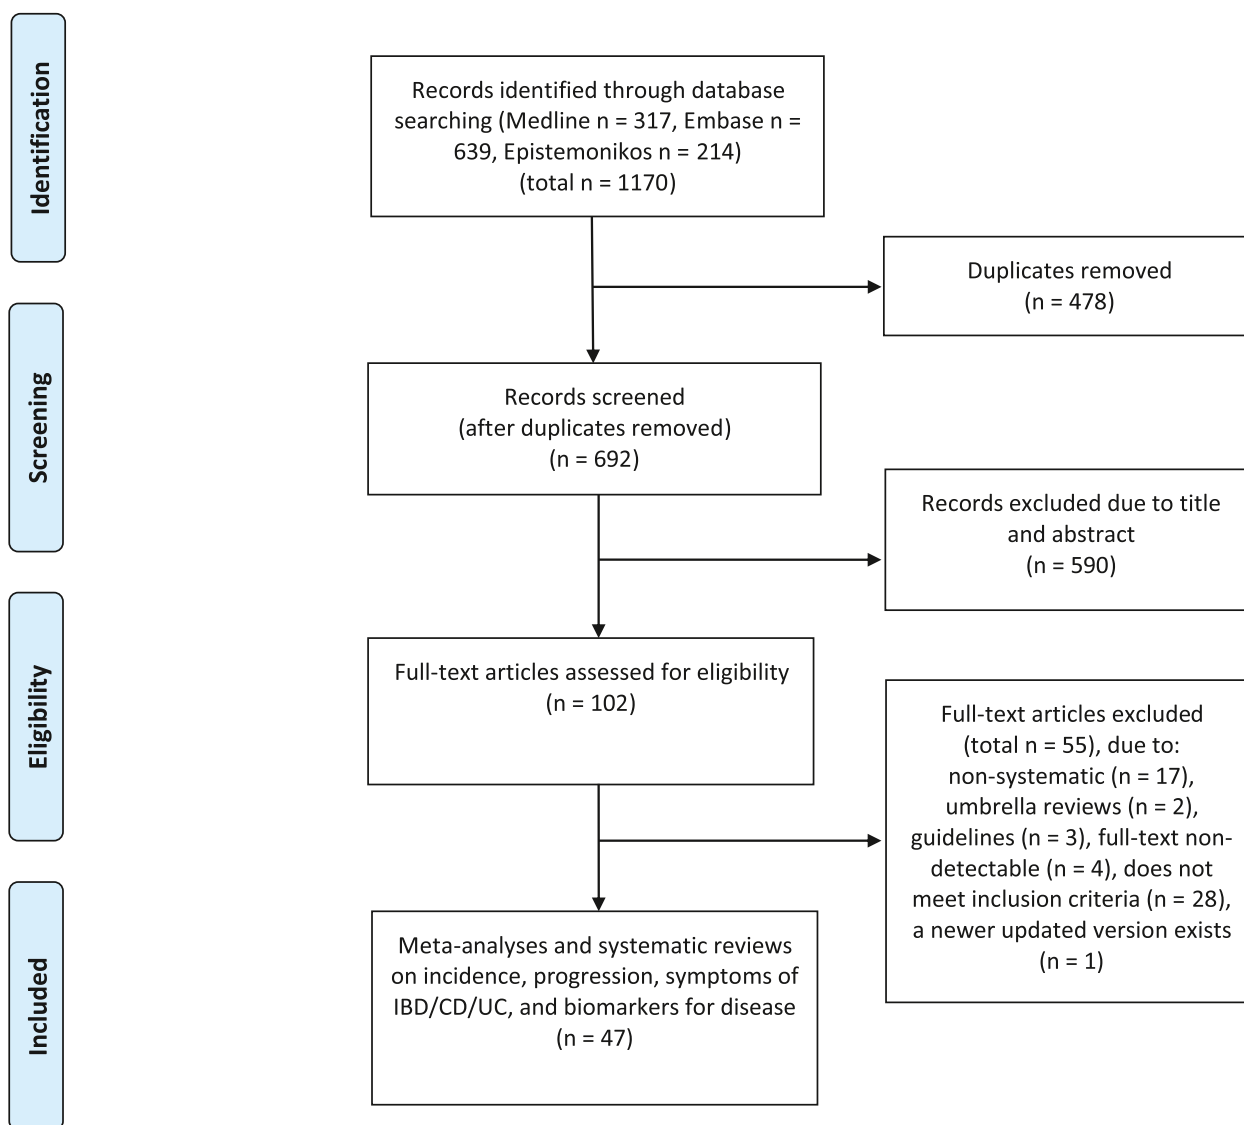 Identification
Records identified through database
searching (Medline n = 317, Embase n =
639, Epistemonikos n = 214)
(total n = 1170)
Duplicates removed
(n = 478)
Screening
Records screened
(after duplicates removed)
(n = 692)
Records excluded due to title
and abstract
(n = 590)
Eligibility
Full-text articles assessed for eligibility
(n = 102)
Full-text articles excluded
(total n = 55), due to:
non-systematic (n = 17),
umbrella reviews (n = 2),
guidelines (n = 3), full-text non-
detectable (n = 4), does not
meet inclusion criteria (n = 28),
a newer updated version exists
(n = 1)
Included
Meta-analyses and systematic reviews
on incidence, progression, symptoms of
IBD/CD/UC, and biomarkers for disease
(n = 47)